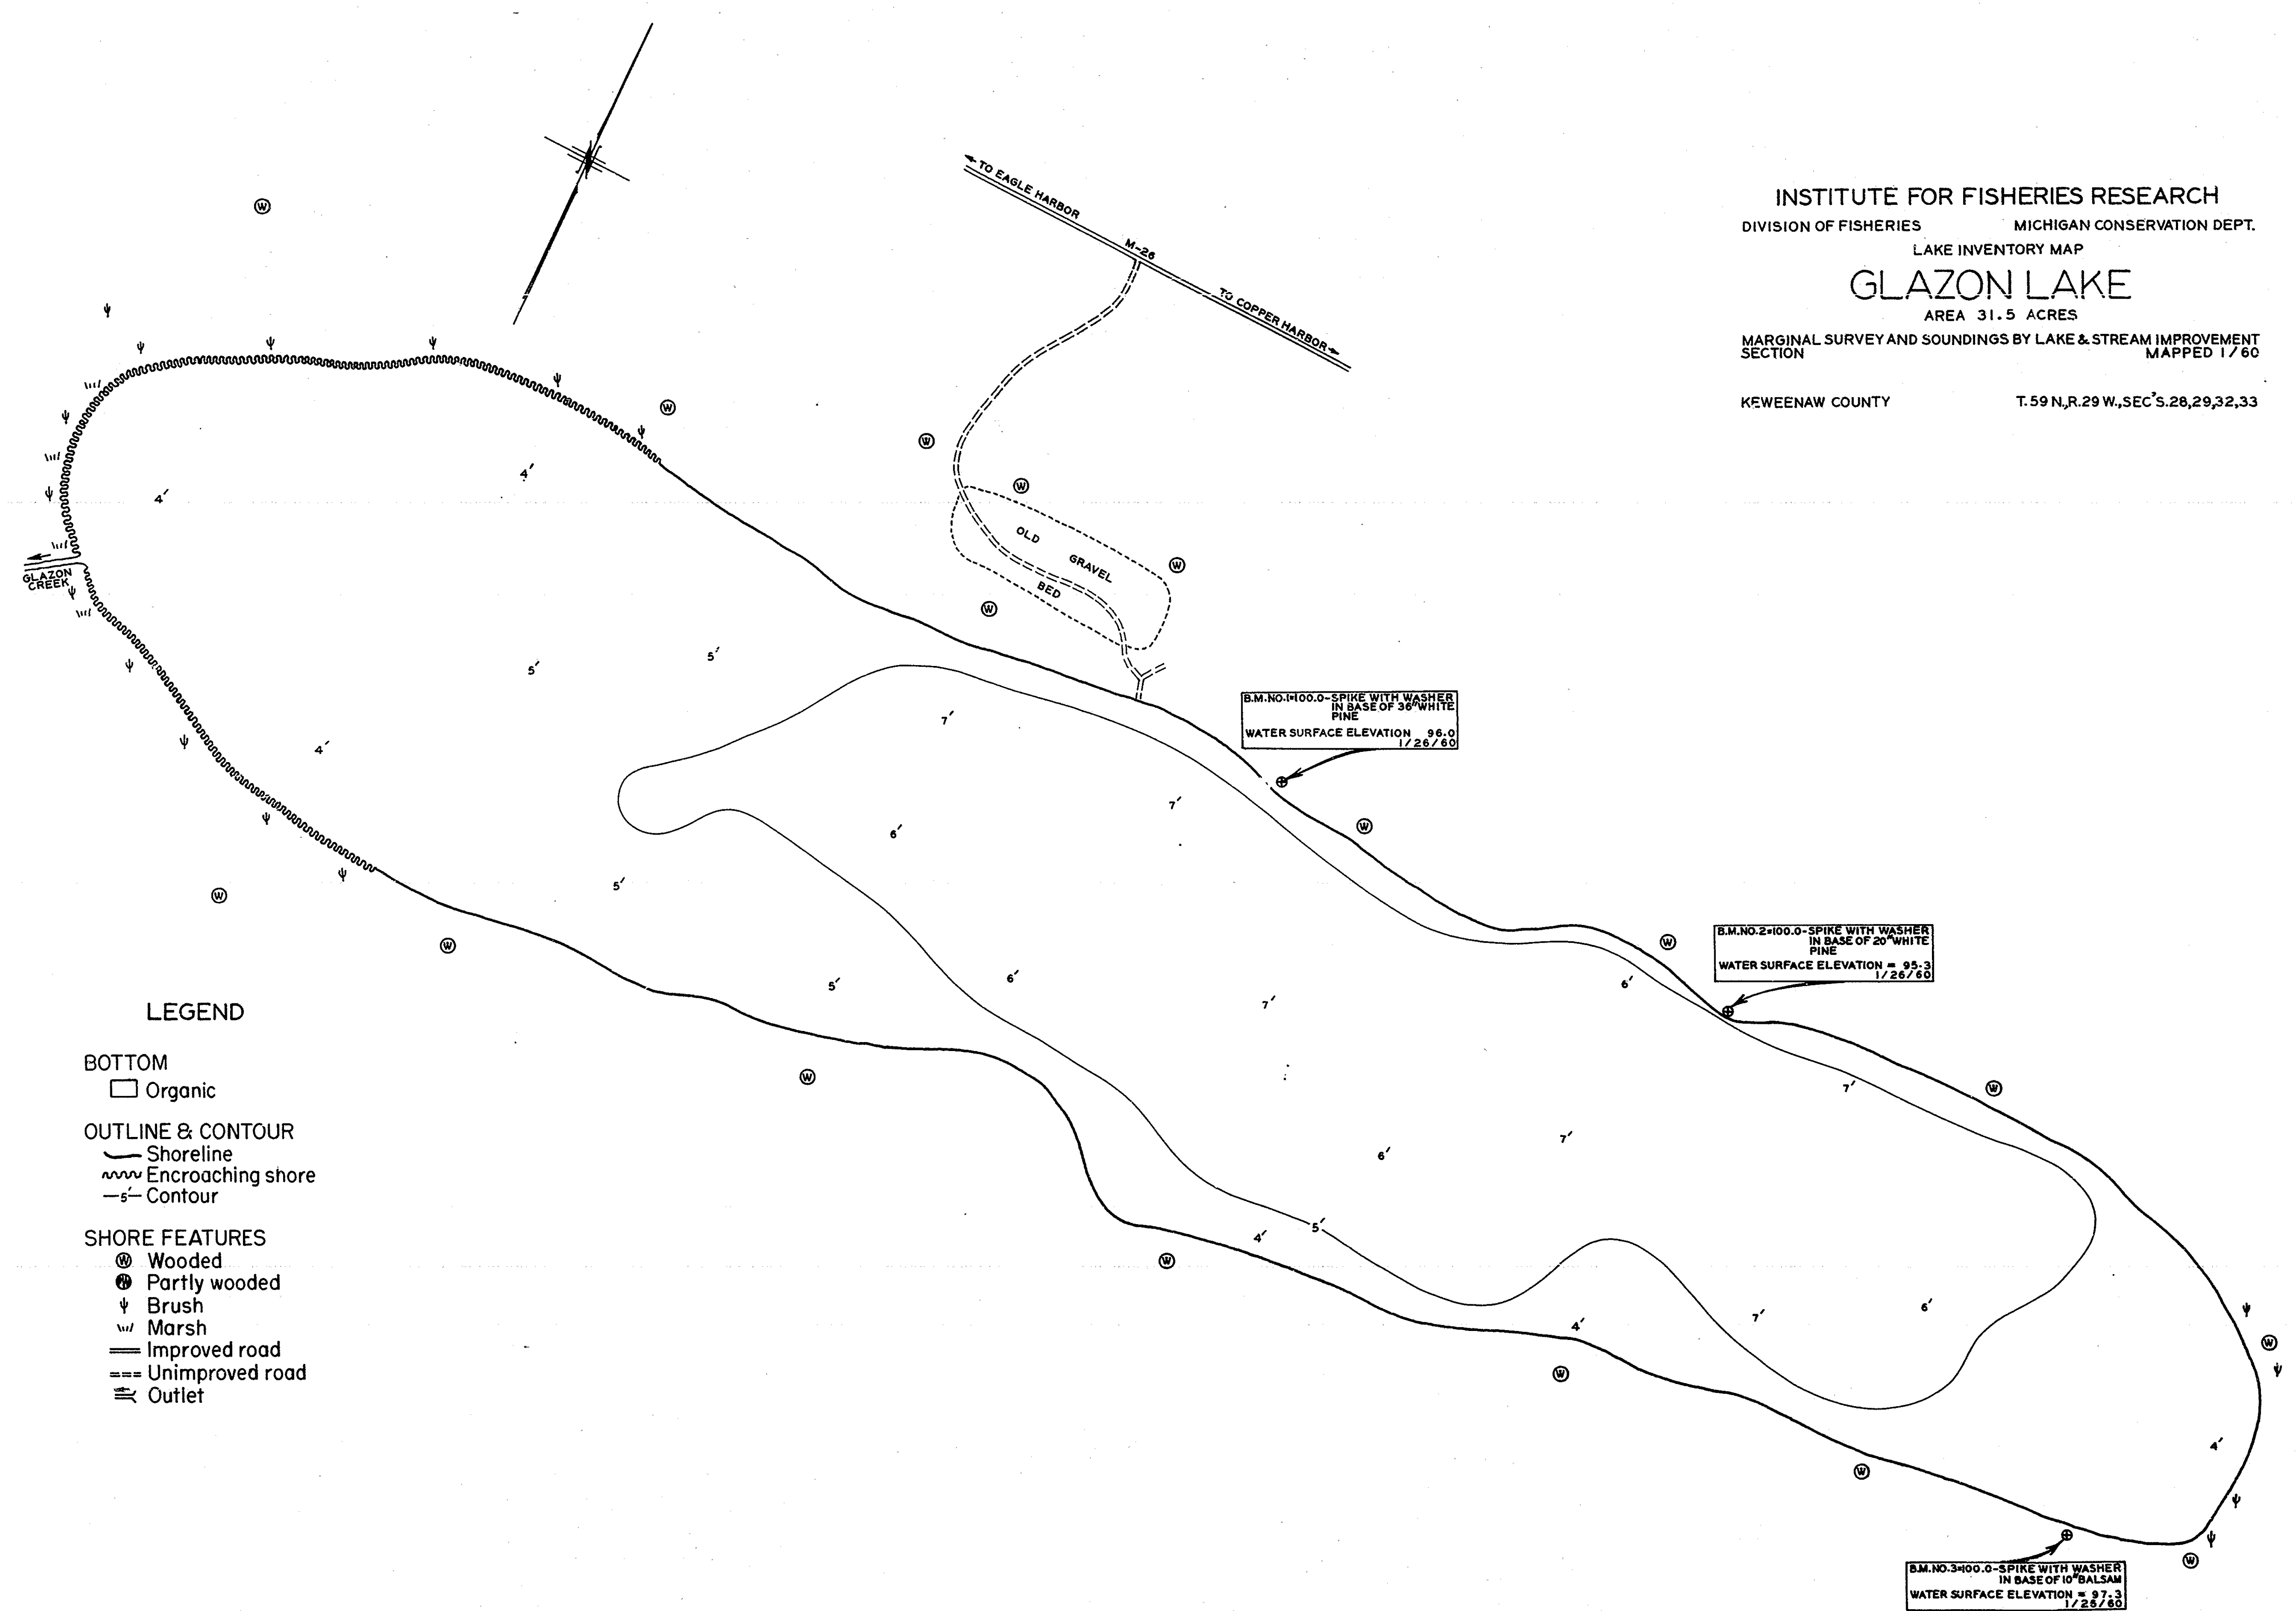 INSTITUTE FOR FISHERIES RESEARCH
DIVISION OF FISHERIES MICHIGAN CONSERVATION DEPT.
LAKE INVENTORY MAP
GLAZON LAKE
AREA 31.5 ACRES
MARGINAL SURVEY AND SOUNDINGS BY LAKE & STREAM IMPROVEMENT
SECTION MAPPED 1/60
KEWEENAW COUNTY T.59 N.,R.29 W.,SEC'S.28,29,32,33
TO EAGLE HARBOR
M-26
TO COPPER HARBOR
W
W
W
W
OLD
GRAVEL
BED
W
W
4'
4'
GLAZON
CREEK
5'
5'
4'
7'
B.M.NO.1=100.0-SPIKE WITH WASHER
IN BASE OF 36" WHITE
PINE
WATER SURFACE ELEVATION 96.0
1/26/60
7'
6'
W
5'
W
W
W
B.M.NO.2=100.0-SPIKE WITH WASHER
IN BASE OF 20" WHITE
PINE
WATER SURFACE ELEVATION = 95.3
1/26/60
5'
6'
7'
6'
W
7'
W
6'
7'
4'
5'
W
4'
7'
6'
W
W
4'
W
W
B.M.NO.3=100.0-SPIKE WITH WASHER
IN BASE OF 10" BALSAM
WATER SURFACE ELEVATION = 97.3
1/26/60
LEGEND
BOTTOM
Organic
OUTLINE & CONTOUR
Shoreline
Encroaching shore
5' Contour
SHORE FEATURES
W Wooded
W Partly wooded
Brush
Marsh
Improved road
Unimproved road
Outlet